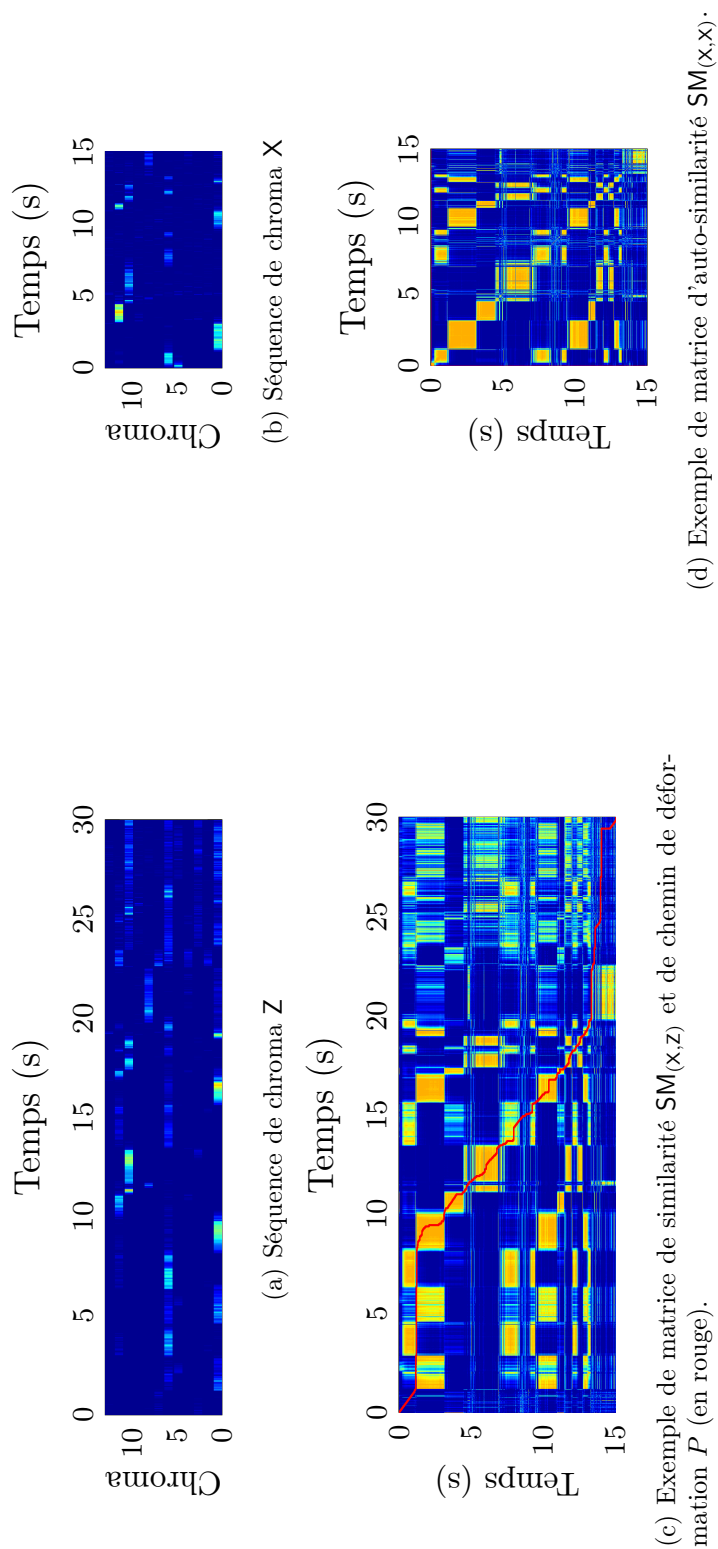 Temps (s)
0 5 10 15 20 25 30
Chroma
10
5
0
(a) Séquence de chroma Z
Temps (s)
0 5 10 15
Chroma
10
5
0
(b) Séquence de chroma X
Temps (s)
0 5 10 15 20 25 30
Temps (s)
0
5
10
15
(c) Exemple de matrice de similarité SM(X,Z) et de chemin de défor-
mation P (en rouge).
Temps (s)
0 5 10 15
Temps (s)
0
5
10
15
(d) Exemple de matrice d'auto-similarité SM(X,X).